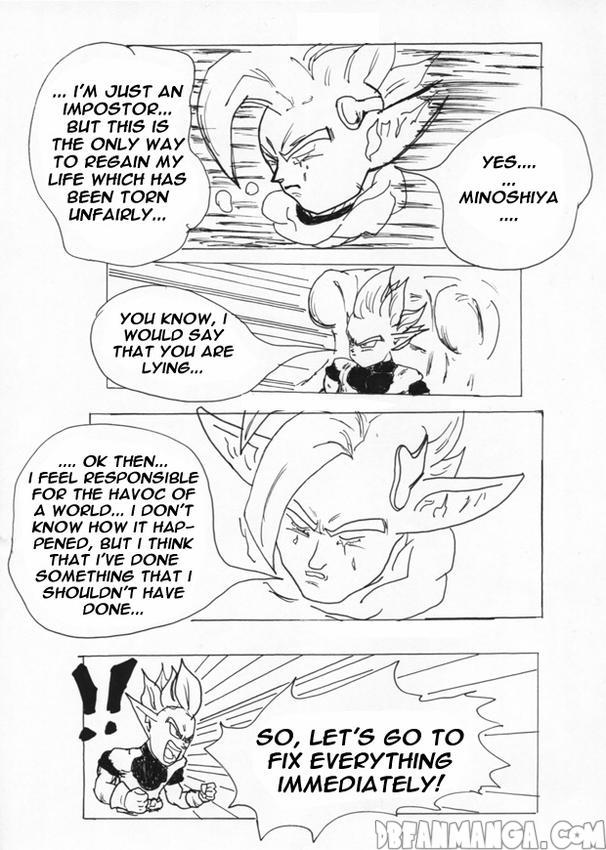 ... I'M JUST AN
IMPOSTOR...
BUT THIS IS
THE ONLY WAY
TO REGAIN MY
LIFE WHICH HAS
BEEN TORN
UNFAIRLY...
YES....
...
MINOSHIYA
....
YOU KNOW, I
WOULD SAY
THAT YOU ARE
LYING...
.... OK THEN...
I FEEL RESPONSIBLE
FOR THE HAVOC OF
A WORLD... I DON'T
KNOW HOW IT HAP-
PENED, BUT I THINK
THAT I'VE DONE
SOMETHING THAT I
SHOULDN'T HAVE
DONE...
!!
SO, LET'S GO TO
FIX EVERYTHING
IMMEDIATELY!
DBFANMANGA.COM